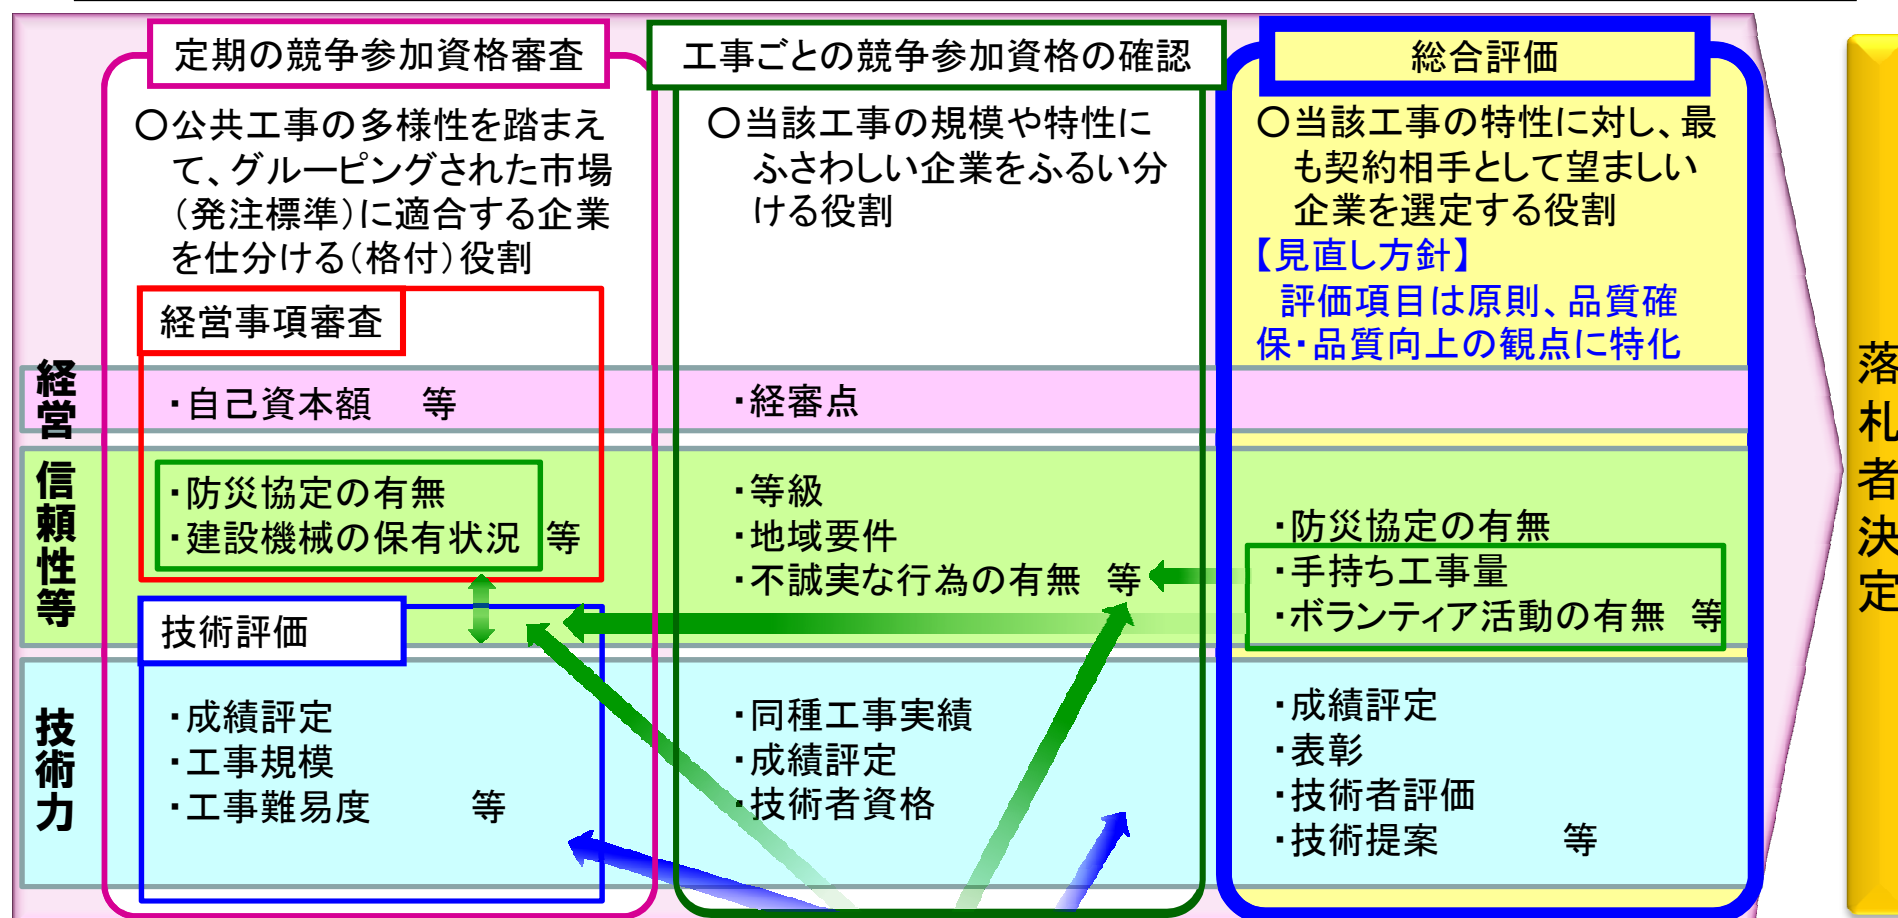 定期の競争参加資格審査
〇公共工事の多様性を踏まえ
て、グルーピングされた市場
（発注標準）に適合する企業
を仕分ける（格付）役割
経営事項審査
工事ごとの競争参加資格の確認
〇当該工事の規模や特性に
ふさわしい企業をふるい分
ける役割
総合評価
〇当該工事の特性に対し、最
も契約相手として望ましい
企業を選定する役割
【見直し方針】
評価項目は原則、品質確
保・品質向上の観点に特化
経営
・自己資本額　等
・経審点
信頼性等
・防災協定の有無
・建設機械の保有状況　等
・等級
・地域要件
・不誠実な行為の有無　等
・防災協定の有無
・手持ち工事量
・ボランティア活動の有無　等
技術評価
技術力
・成績評定
・工事規模
・工事難易度　等
・同種工事実績
・成績評定
・技術者資格
・成績評定
・表彰
・技術者評価
・技術提案　等
落札者決定